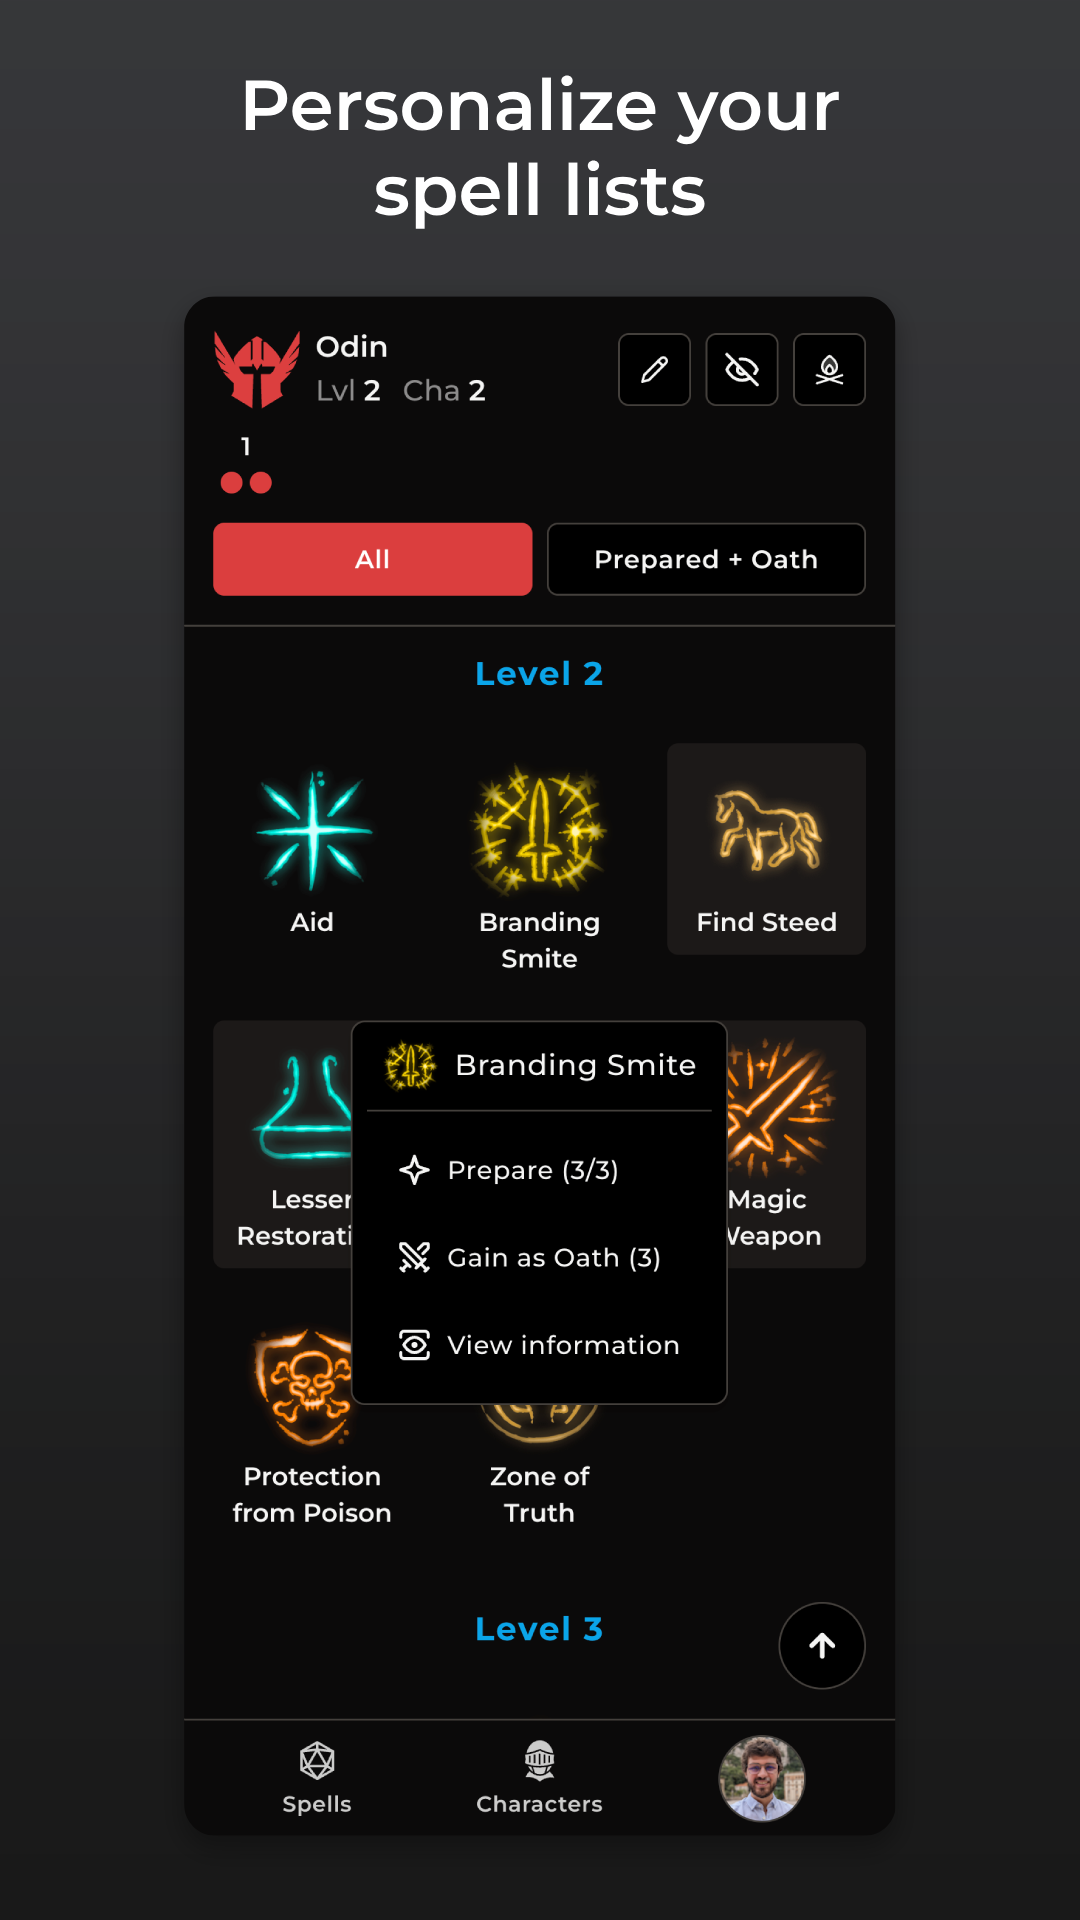 Personalize your
spell lists
Odin
Lvl 2 Cha 2
1
All
Prepared + Oath
Level 2
Aid
Branding
Smite
Find Steed
Branding Smite
Prepare (3/3)
Gain as Oath (3)
View information
Lesser
Restorati
Magic
Weapon
Protection
from Poison
Zone of
Truth
Level 3
Spells
Characters